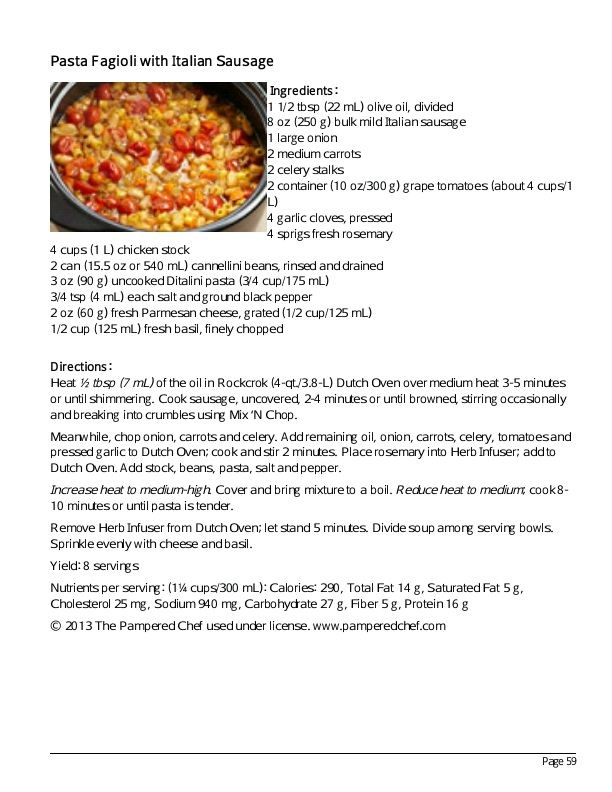 Pasta Fagioli with Italian Sausage
Ingredients:
1 1/2 tbsp (22 mL) olive oil, divided
8 oz (250 g) bulk mild Italian sausage
1 large onion
2 medium carrots
2 celery stalks
2 container (10 oz/300 g) grape tomatoes (about 4 cups/1
L)
4 garlic cloves, pressed
4 sprigs fresh rosemary
4 cups (1 L) chicken stock
2 can (15.5 oz or 540 mL) cannellini beans, rinsed and drained
3 oz (90 g) uncooked Ditalini pasta (3/4 cup/175 mL)
3/4 tsp (4 mL) each salt and ground black pepper
2 oz (60 g) fresh Parmesan cheese, grated (1/2 cup/125 mL)
1/2 cup (125 mL) fresh basil, finely chopped
Directions:
Heat ½ tbsp (7 mL) of the oil in Rockcrok (4-qt./3.8-L) Dutch Oven over medium heat 3-5 minutes
or until shimmering. Cook sausage, uncovered, 2-4 minutes or until browned, stirring occasionally
and breaking into crumbles using Mix ‘N Chop.
Meanwhile, chop onion, carrots and celery. Add remaining oil, onion, carrots, celery, tomatoes and
pressed garlic to Dutch Oven; cook and stir 2 minutes. Place rosemary into Herb Infuser; add to
Dutch Oven. Add stock, beans, pasta, salt and pepper.
Increase heat to medium-high. Cover and bring mixture to a boil. Reduce heat to medium; cook 8-
10 minutes or until pasta is tender.
Remove Herb Infuser from Dutch Oven; let stand 5 minutes. Divide soup among serving bowls.
Sprinkle evenly with cheese and basil.
Yield: 8 servings
Nutrients per serving: (1¼ cups/300 mL): Calories: 290, Total Fat 14 g, Saturated Fat 5 g,
Cholesterol 25 mg, Sodium 940 mg, Carbohydrate 27 g, Fiber 5 g, Protein 16 g
© 2013 The Pampered Chef used under license. www.pamperedchef.com
Page 59